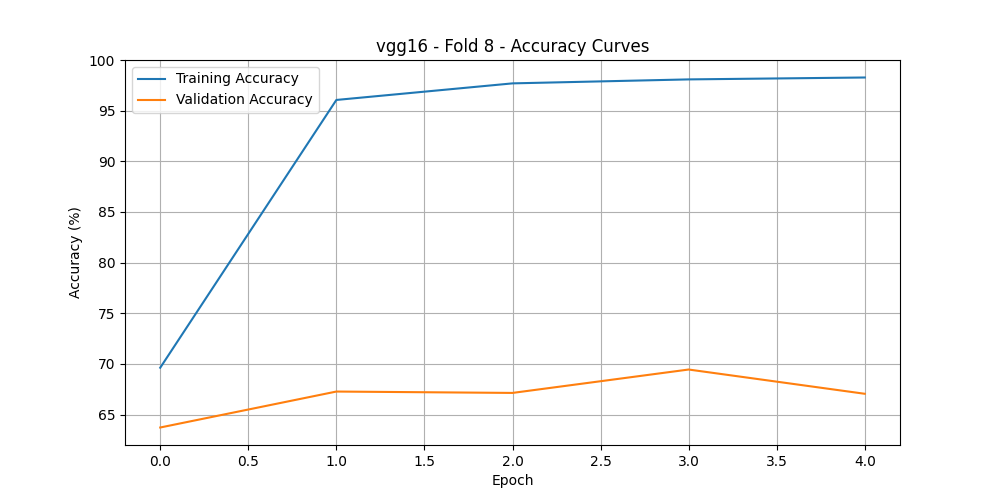 vgg16 - Fold 8 - Accuracy Curves
Training Accuracy
Validation Accuracy
Accuracy (%)
100
95
90
85
80
75
70
65
0.0 0.5 1.0 1.5 2.0 2.5 3.0 3.5 4.0
Epoch